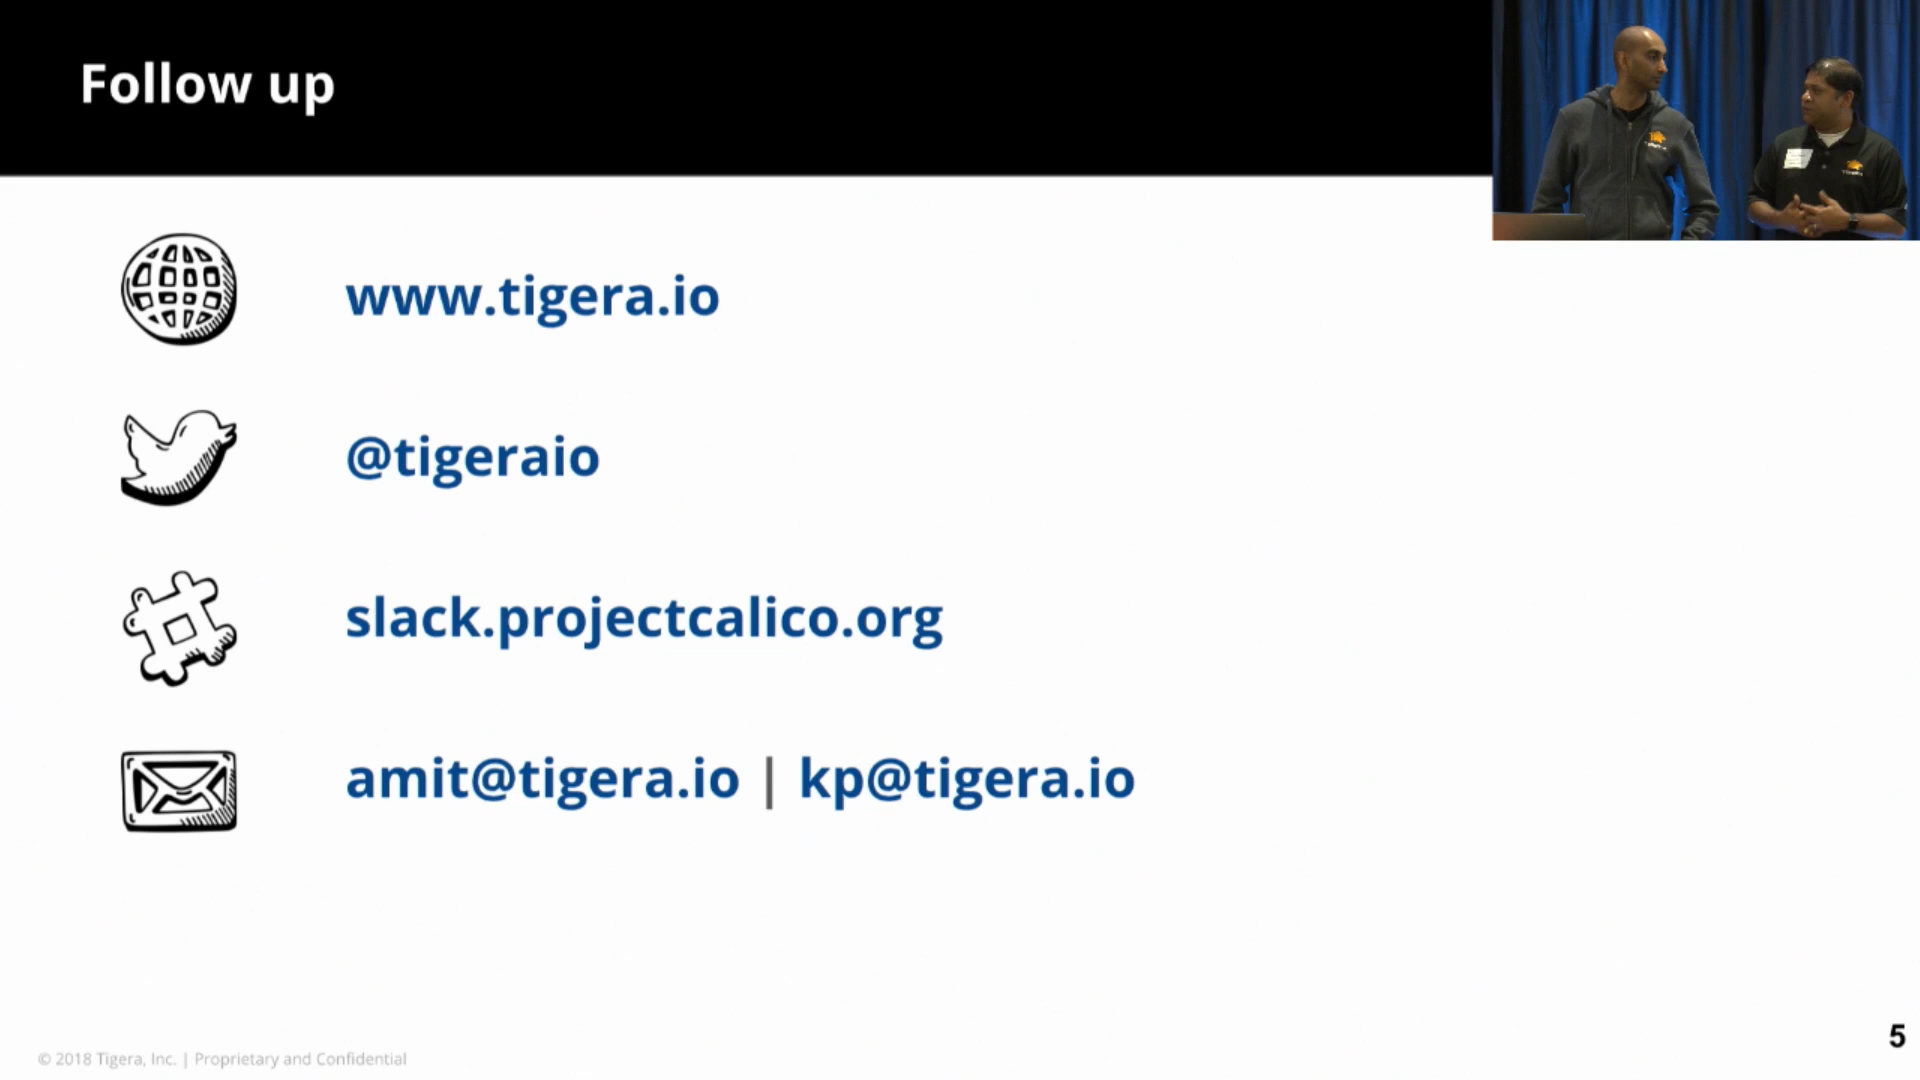 Follow up
www.tigera.io
@tigeraio
slack.projectcalico.org
amit@tigera.io | kp@tigera.io
© 2018 Tigera, Inc. | Proprietary and Confidential
5